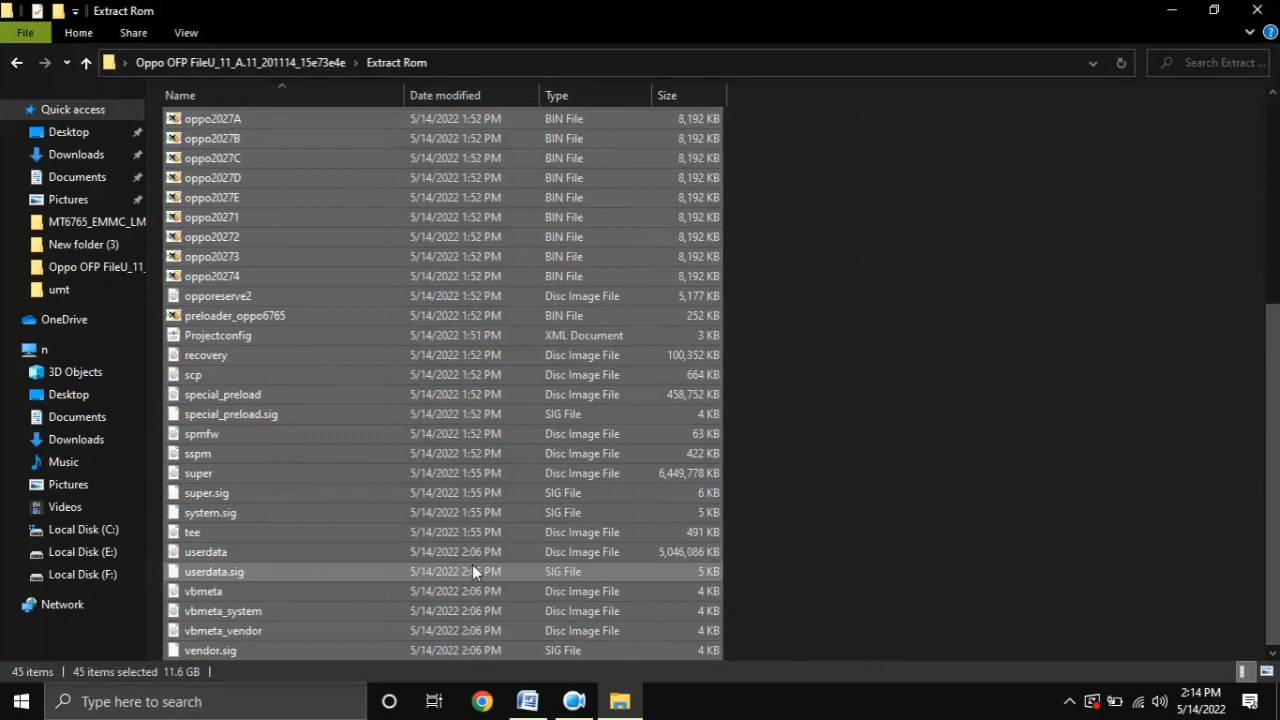 Extract Rom
File Home Share View
Oppo OFP FileU_11_A.11_201114_15e73e4e Extract Rom
Search Extract ...
Name Date modified Type Size
Quick access
Desktop
Downloads
Documents
Pictures
MT6765_EMMC_LM
New folder (3)
Oppo OFP FileU_11_
umt
OneDrive
n
3D Objects
Desktop
Documents
Downloads
Music
Pictures
Videos
Local Disk (C:)
Local Disk (E:)
Local Disk (F:)
Network
oppo2027A 5/14/2022 1:52 PM BIN File 8,192 KB
oppo2027B 5/14/2022 1:52 PM BIN File 8,192 KB
oppo2027C 5/14/2022 1:52 PM BIN File 8,192 KB
oppo2027D 5/14/2022 1:52 PM BIN File 8,192 KB
oppo2027E 5/14/2022 1:52 PM BIN File 8,192 KB
oppo20271 5/14/2022 1:52 PM BIN File 8,192 KB
oppo20272 5/14/2022 1:52 PM BIN File 8,192 KB
oppo20273 5/14/2022 1:52 PM BIN File 8,192 KB
oppo20274 5/14/2022 1:52 PM BIN File 8,192 KB
opporeserve2 5/14/2022 1:52 PM Disc Image File 5,177 KB
preloader_oppo6765 5/14/2022 1:52 PM BIN File 252 KB
Projectconfig 5/14/2022 1:51 PM XML Document 3 KB
recovery 5/14/2022 1:52 PM Disc Image File 100,352 KB
scp 5/14/2022 1:52 PM Disc Image File 664 KB
special_preload 5/14/2022 1:52 PM Disc Image File 458,752 KB
special_preload.sig 5/14/2022 1:52 PM SIG File 4 KB
spmfw 5/14/2022 1:52 PM Disc Image File 63 KB
sspm 5/14/2022 1:52 PM Disc Image File 422 KB
super 5/14/2022 1:55 PM Disc Image File 6,449,778 KB
super.sig 5/14/2022 1:55 PM SIG File 6 KB
system.sig 5/14/2022 1:55 PM SIG File 5 KB
tee 5/14/2022 1:55 PM Disc Image File 491 KB
userdata 5/14/2022 2:06 PM Disc Image File 5,046,086 KB
userdata.sig 5/14/2022 PM SIG File 5 KB
vbmeta 5/14/2022 2:06 PM Disc Image File 4 KB
vbmeta_system 5/14/2022 2:06 PM Disc Image File 4 KB
vbmeta_vendor 5/14/2022 2:06 PM Disc Image File 4 KB
vendor.sig 5/14/2022 2:06 PM SIG File 4 KB
45 items 45 items selected 11.6 GB
Type here to search
2:14 PM
5/14/2022